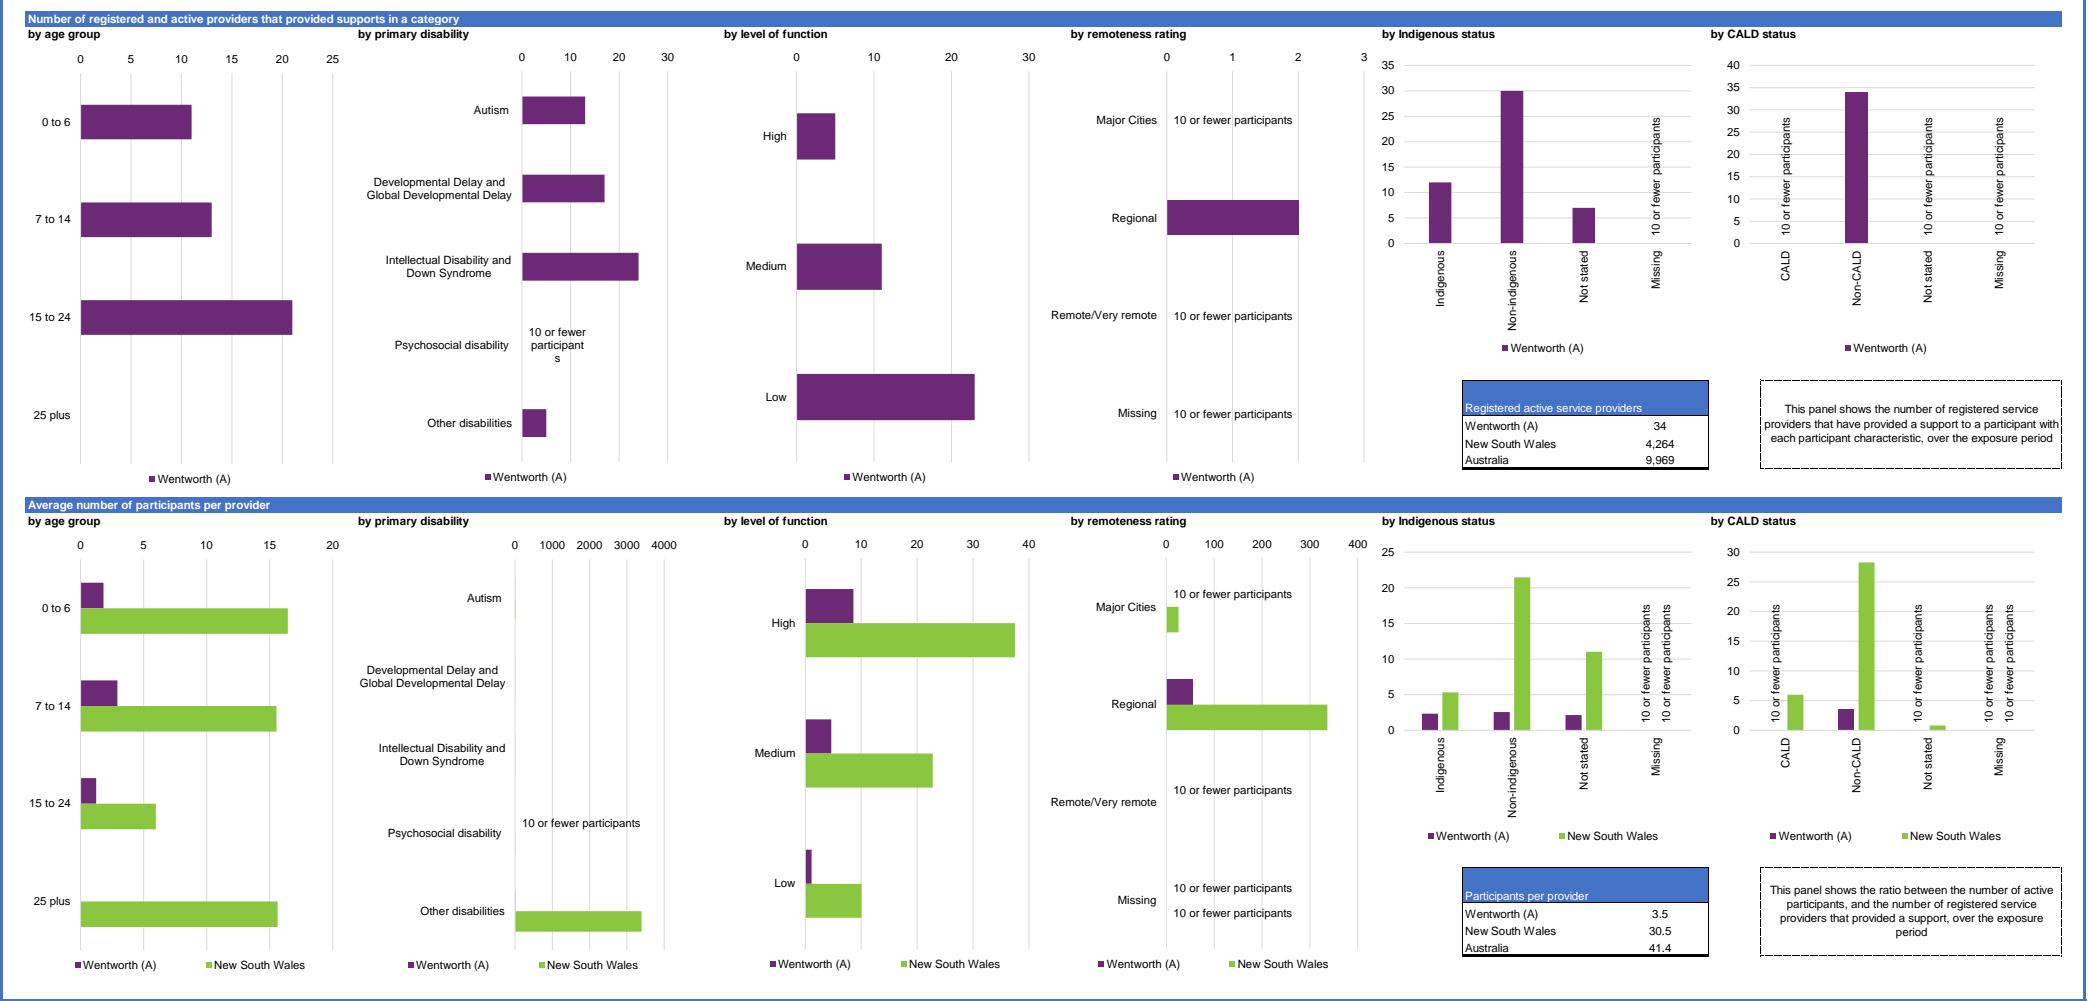 Number of registered and active providers that provided supports in a category
by age group
0 5 10 15 20 25
0 to 6
7 to 14
15 to 24
25 plus
Wentworth (A)
by primary disability
0 10 20 30
Autism
Developmental Delay and
Global Developmental Delay
Intellectual Disability and
Down Syndrome
Psychosocial disability
10 or fewer
participant
s
Other disabilities
Wentworth (A)
by level of function
0 10 20 30
High
Medium
Low
Wentworth (A)
by remoteness rating
0 1 2 3
Major Cities 10 or fewer participants
Regional
Remote/Very remote 10 or fewer participants
Missing 10 or fewer participants
Wentworth (A)
by Indigenous status
35
30
25
20
15
10
5
0
10 or fewer participants
Indigenous
Non-indigenous
Not stated
Missing
Wentworth (A)
by CALD status
40
35
30
25
20
15
10
5
0
10 or fewer participants
10 or fewer participants
10 or fewer participants
CALD
Non-CALD
Not stated
Missing
Wentworth (A)
Registered active service providers
Wentworth (A) 34
New South Wales 4,264
Australia 9,969
This panel shows the number of registered service
providers that have provided a support to a participant with
each participant characteristic, over the exposure period
Average number of participants per provider
by age group
0 5 10 15 20
0 to 6
7 to 14
15 to 24
25 plus
Wentworth (A) New South Wales
by primary disability
0 1000 2000 3000 4000
Autism
Developmental Delay and
Global Developmental Delay
Intellectual Disability and
Down Syndrome
Psychosocial disability 10 or fewer participants
Other disabilities
Wentworth (A) New South Wales
by level of function
0 10 20 30 40
High
Medium
Low
Wentworth (A) New South Wales
by remoteness rating
0 100 200 300 400
Major Cities
10 or fewer participants
Regional
Remote/Very remote
10 or fewer participants
Missing
10 or fewer participants
10 or fewer participants
Wentworth (A) New South Wales
by Indigenous status
25
20
15
10
5
0
10 or fewer participants
10 or fewer participants
Indigenous
Non-indigenous
Not stated
Missing
Wentworth (A) New South Wales
by CALD status
30
25
20
15
10
5
0
10 or fewer participants
10 or fewer participants
10 or fewer participants
10 or fewer participants
CALD
Non-CALD
Not stated
Missing
Wentworth (A) New South Wales
Participants per provider
Wentworth (A) 3.5
New South Wales 30.5
Australia 41.4
This panel shows the ratio between the number of active
participants, and the number of registered service
providers that provided a support, over the exposure
period